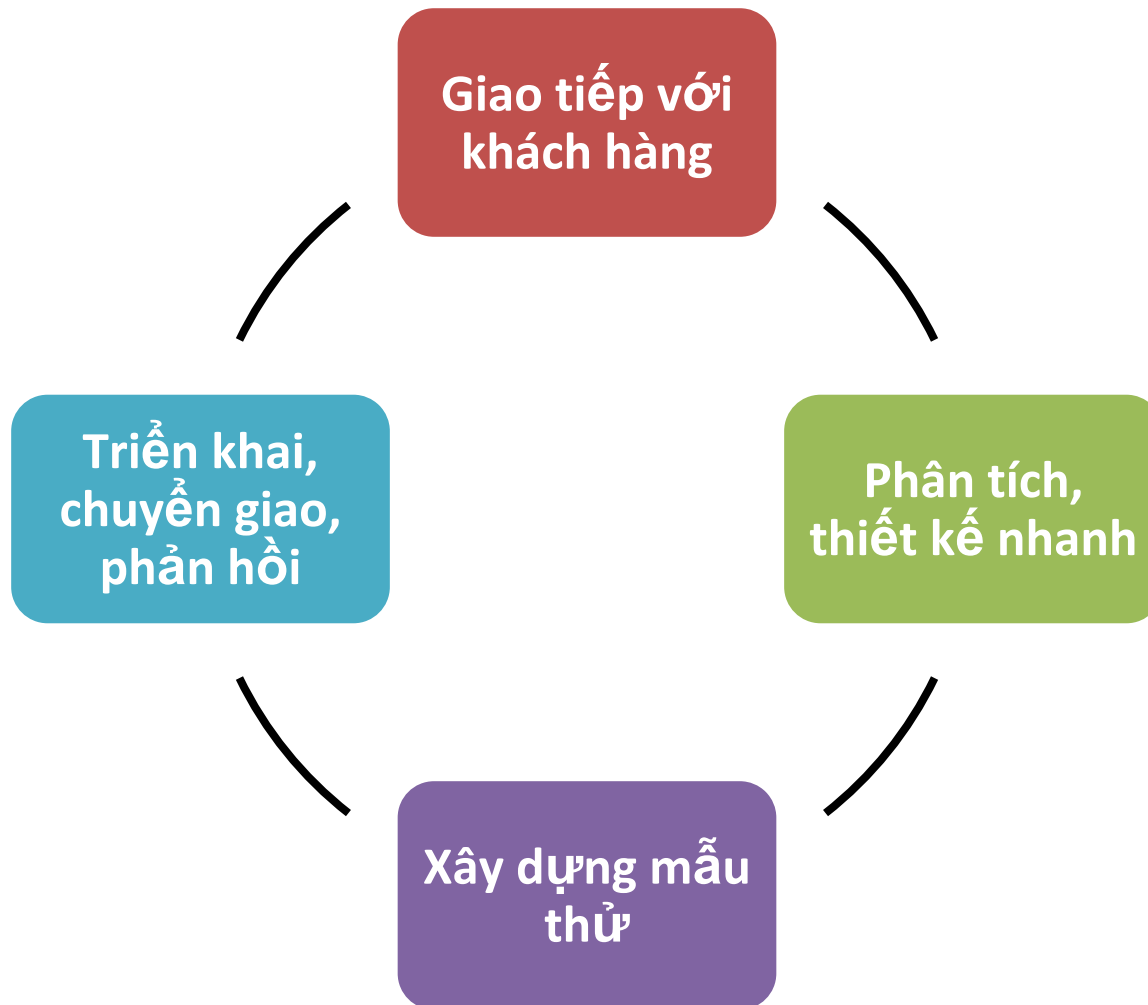 Giao tiếp với
khách hàng
Triển khai,
chuyển giao,
phản hồi
Phân tích,
thiết kế nhanh
Xây dựng mẫu
thử